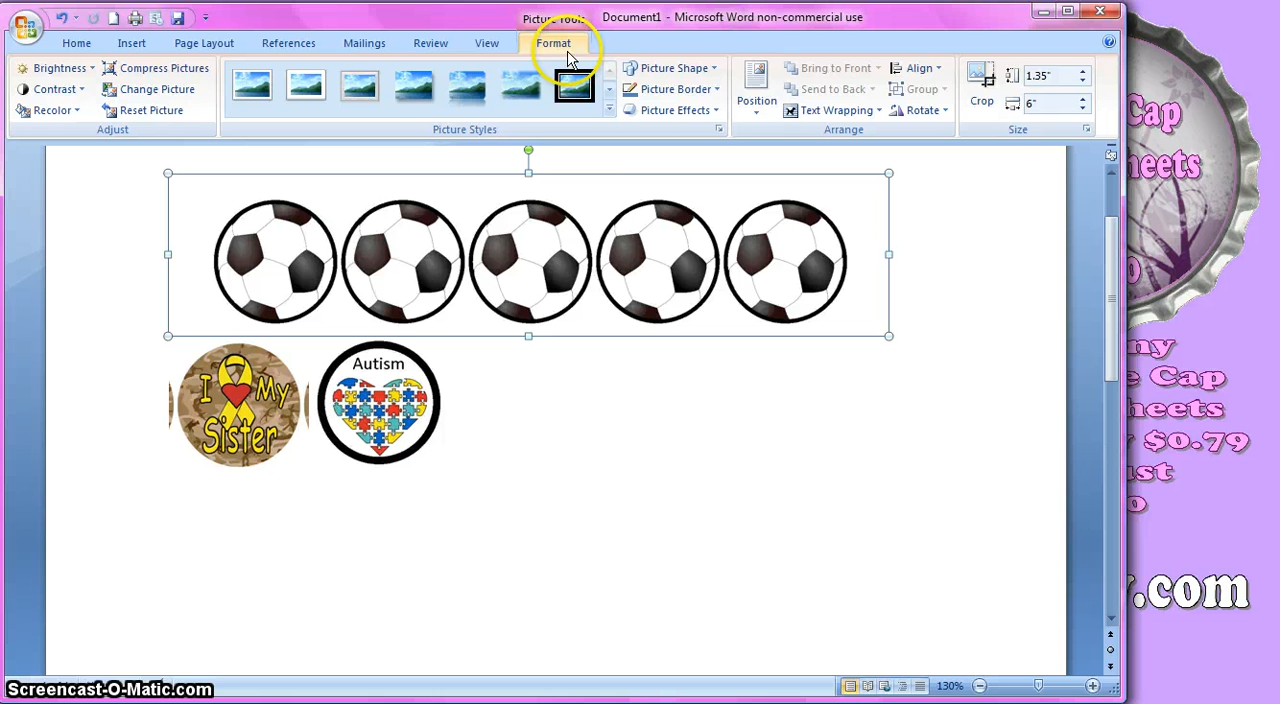 Picture Tools
Document1 - Microsoft Word non-commercial use
Home
Insert
Page Layout
References
Mailings
Review
View
Format
Brightness
Compress Pictures
Contrast
Change Picture
Recolor
Reset Picture
Adjust
Picture Styles
Picture Shape
Picture Border
Picture Effects
Position
Bring to Front
Send to Back
Text Wrapping
Align
Group
Rotate
Arrange
Crop
1.35"
6"
Size
I
My
Sister
Autism
Cap
heets
0
ny
e Cap
heets
$0.79
ust
o
y.com
130%
Screencast-O-Matic.com